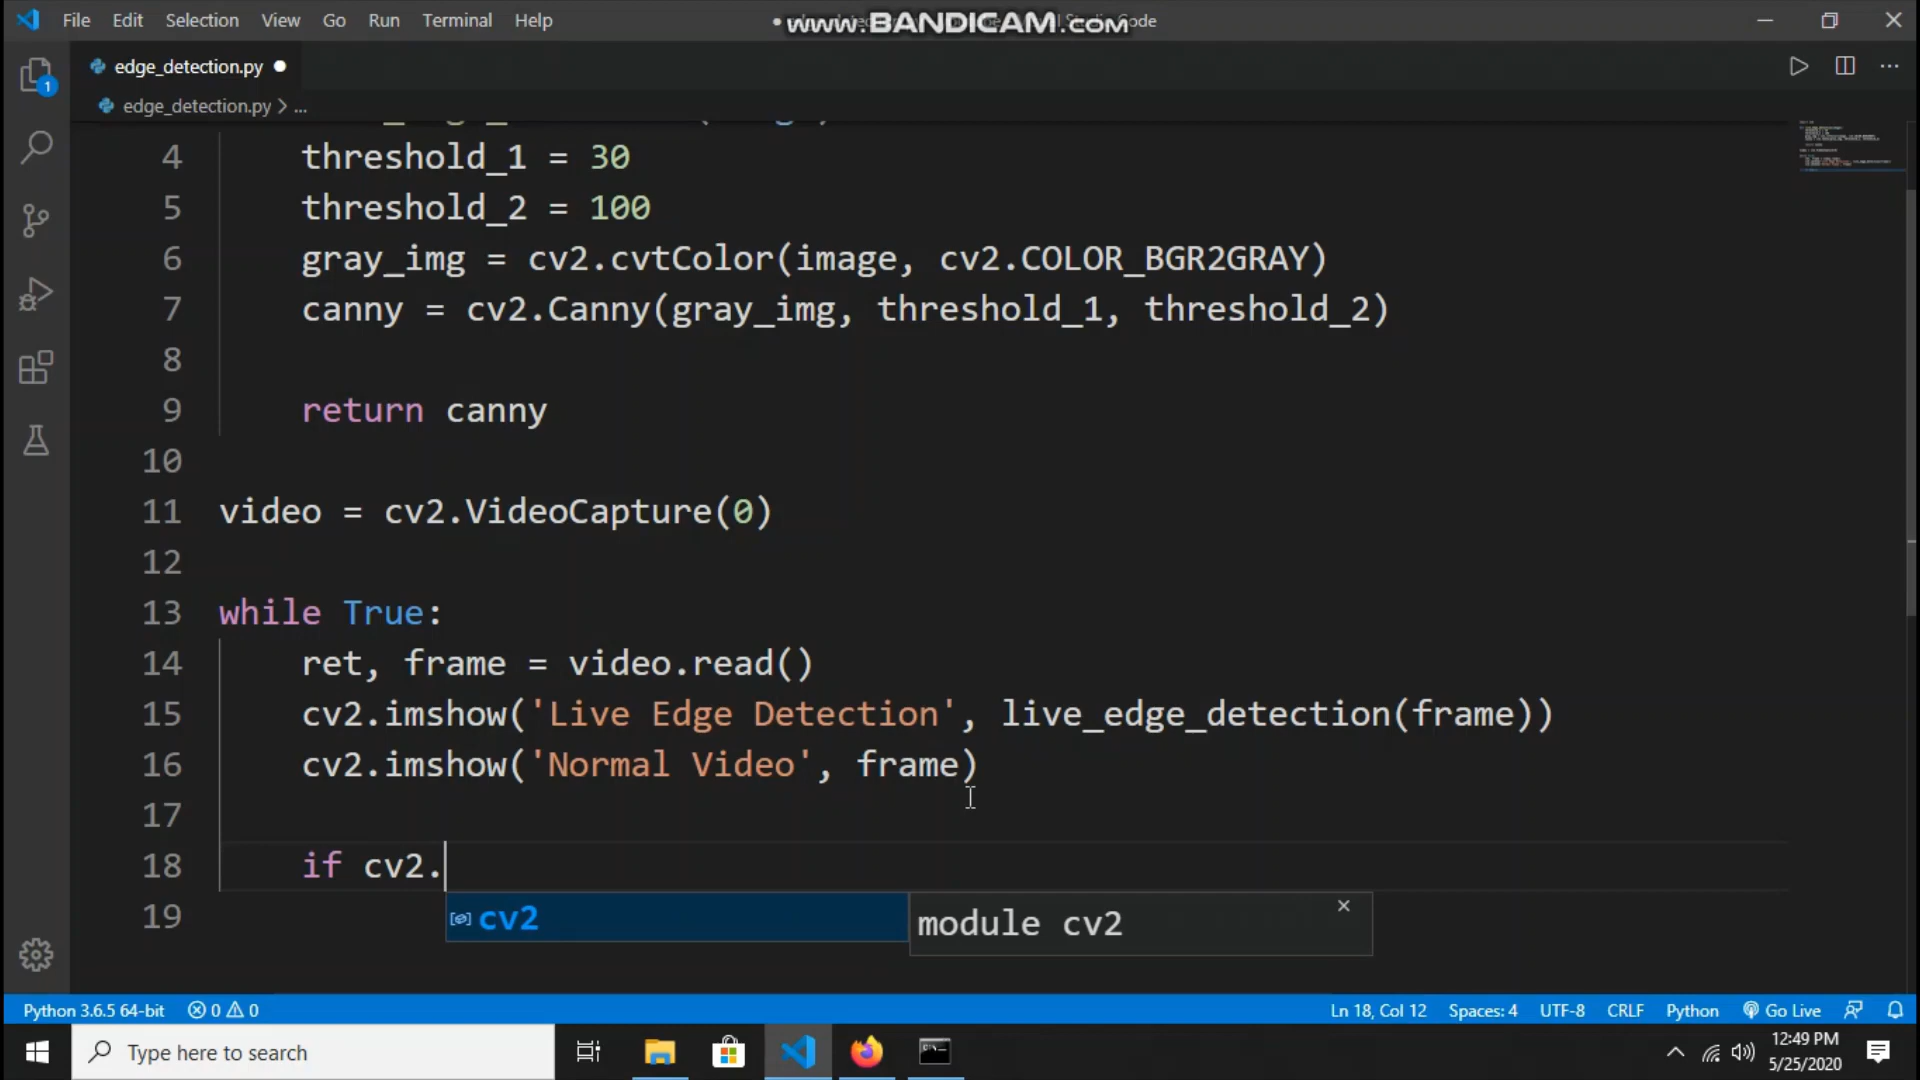 File Edit Selection View Go Run Terminal Help
www.BANDICAM.com
Studio Code
edge_detection.py
1
edge_detection.py > ...
4 threshold_1 = 30
5 threshold_2 = 100
6 gray_img = cv2.cvtColor(image, cv2.COLOR_BGR2GRAY)
7 canny = cv2.Canny(gray_img, threshold_1, threshold_2)
8
9 return canny
10
11 video = cv2.VideoCapture(0)
12
13 while True:
14 ret, frame = video.read()
15 cv2.imshow('Live Edge Detection', live_edge_detection(frame))
16 cv2.imshow('Normal Video', frame)
17
18 if cv2.
19
cv2 module cv2
Python 3.6.5 64-bit 0 0 Ln 18, Col 12 Spaces: 4 UTF-8 CRLF Python Go Live
Type here to search
12:49 PM
5/25/2020